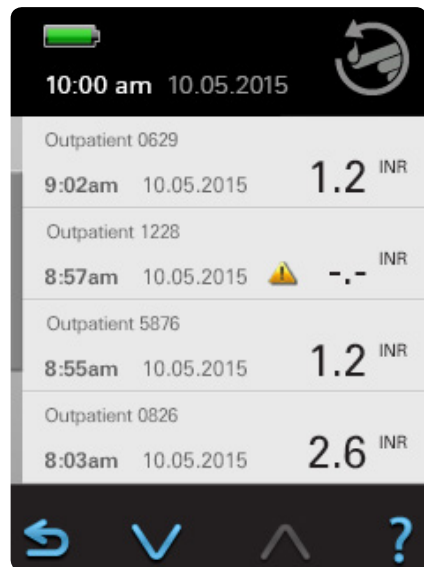 10:00 am 10.05.2015
Outpatient 0629
9:02am 10.05.2015 1.2 INR
Outpatient 1228
8:57am 10.05.2015 -.- INR
Outpatient 5876
8:55am 10.05.2015 1.2 INR
Outpatient 0826
8:03am 10.05.2015 2.6 INR
?